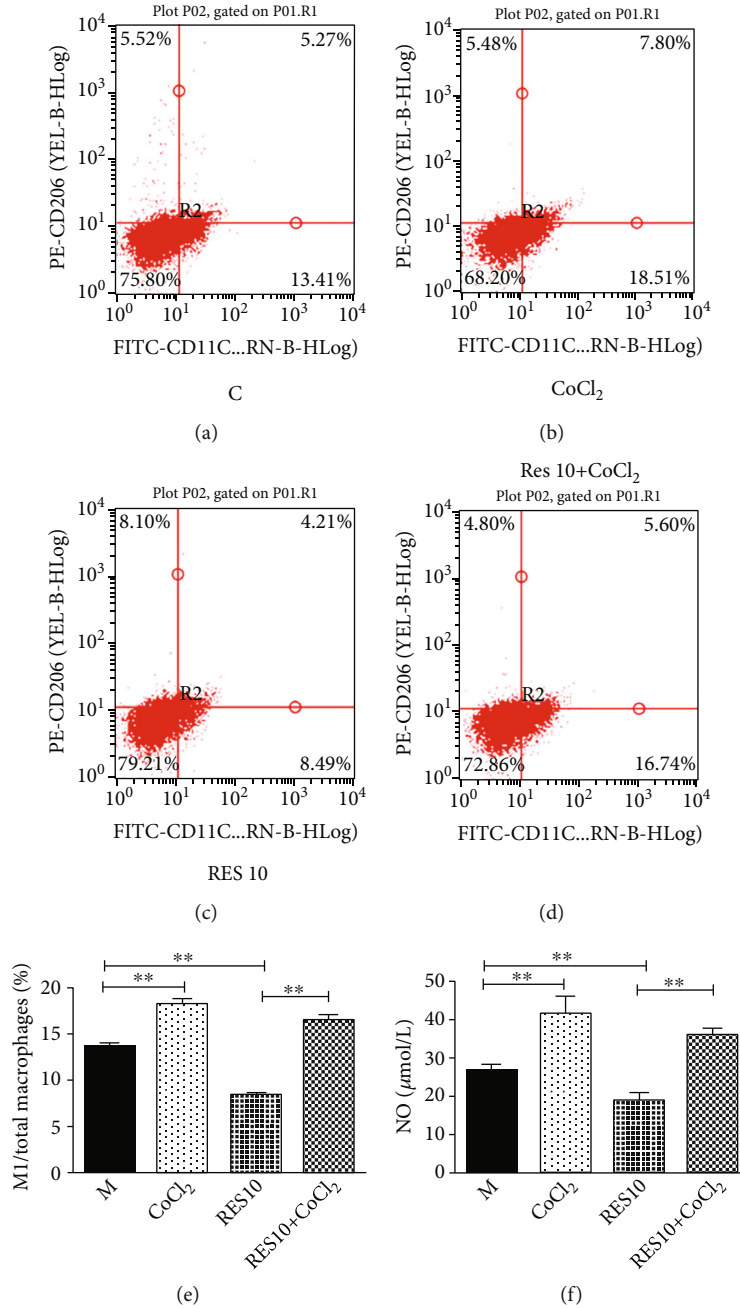 Plot P02, gated on P01.R1
10⁴
5.52%
5.27%
10³
10²
10¹
10⁰
R2
75.80%
13.41%
PE-CD206 (YEL-B-HLog)
10⁰ 10¹ 10² 10³ 10⁴
FITC-CD11C...RN-B-HLog)
C
(a)
Plot P02, gated on P01.R1
10⁴
5.48%
7.80%
10³
10²
10¹
10⁰
R2
68.20%
18.51%
PE-CD206 (YEL-B-HLog)
10⁰ 10¹ 10² 10³ 10⁴
FITC-CD11C...RN-B-HLog)
CoCl₂
(b)
Plot P02, gated on P01.R1
10⁴
8.10%
4.21%
10³
10²
10¹
10⁰
R2
79.21%
8.49%
PE-CD206 (YEL-B-HLog)
10⁰ 10¹ 10² 10³ 10⁴
FITC-CD11C...RN-B-HLog)
RES 10
(c)
Res 10+CoCl₂
Plot P02, gated on P01.R1
10⁴
4.80%
5.60%
10³
10²
10¹
10⁰
R2
72.86%
16.74%
PE-CD206 (YEL-B-HLog)
10⁰ 10¹ 10² 10³ 10⁴
FITC-CD11C...RN-B-HLog)
(d)
**
**
**
20
15
10
5
0
M1/total macrophages (%)
M
CoCl₂
RES10
RES10+CoCl₂
(e)
**
**
**
50
40
30
20
10
0
NO (μmol/L)
M
CoCl₂
RES10
RES10+CoCl₂
(f)